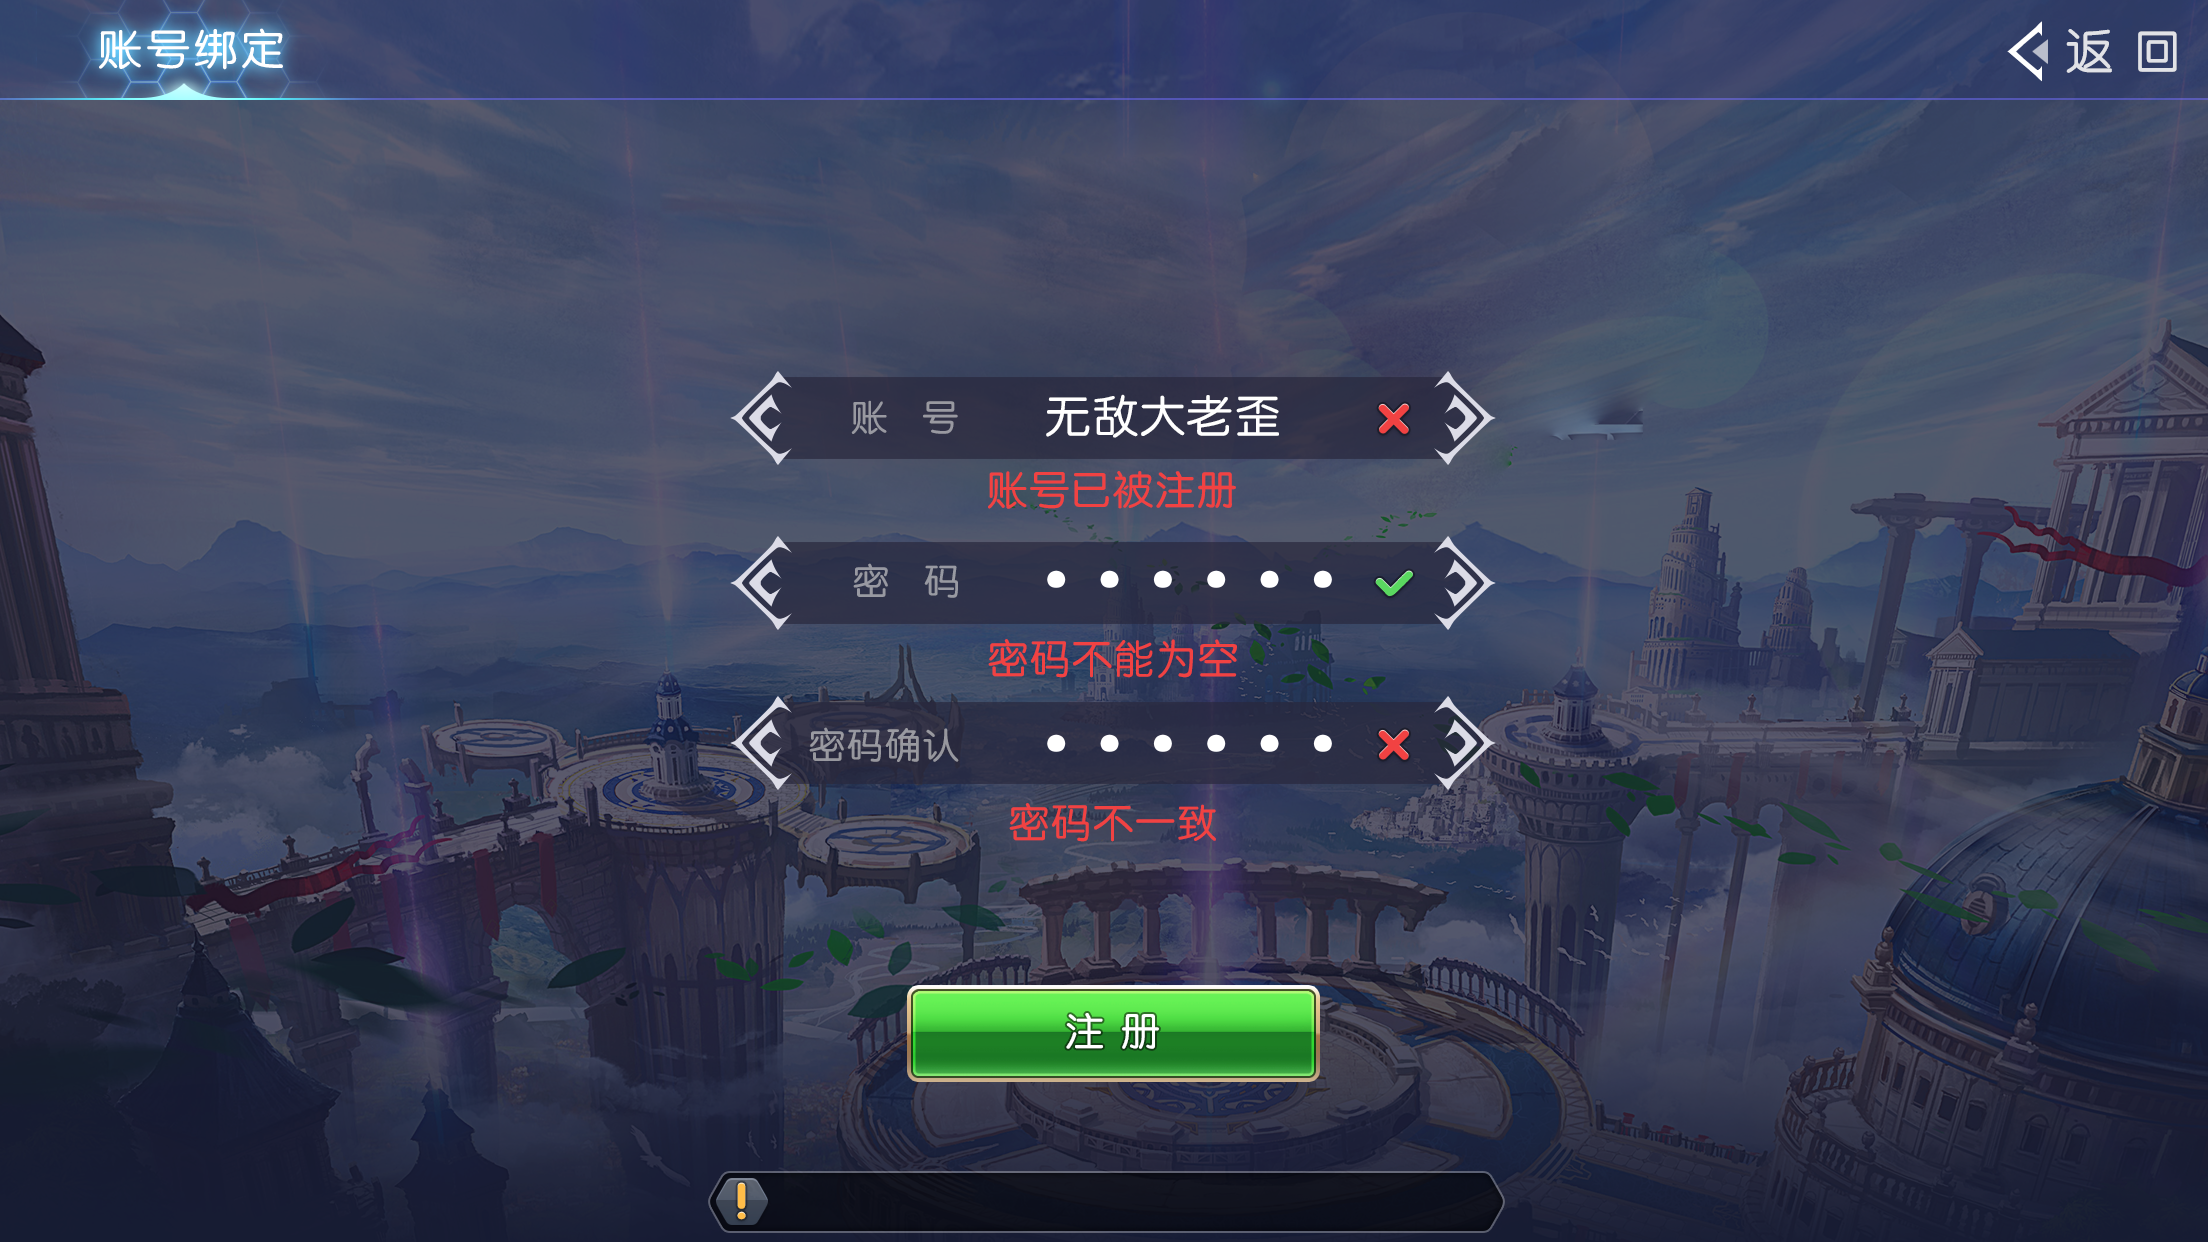 账号绑定
返回
账号 无敌大老歪
账号已被注册
密码 ● ● ● ● ● ●
密码不能为空
密码确认 ● ● ● ● ● ●
密码不一致
注册